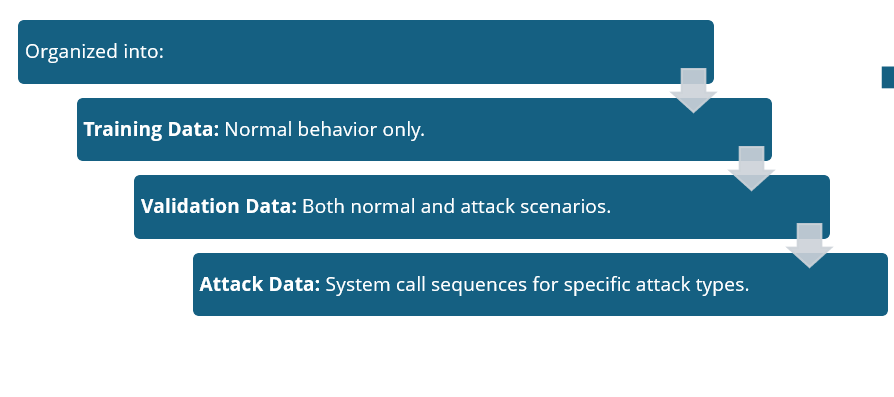 Organized into:
Training Data: Normal behavior only.
Validation Data: Both normal and attack scenarios.
Attack Data: System call sequences for specific attack types.